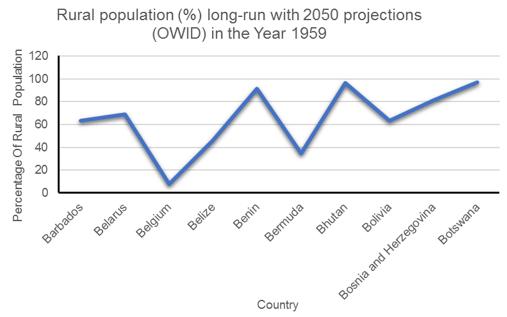 Rural population (%) long-run with 2050 projections
(OWID) in the Year 1959
Percentage Of Rural Population
120
100
80
60
40
20
0
Barbados
Belarus
Belgium
Belize
Benin
Bermuda
Bhutan
Bolivia
Bosnia and Herzegovina
Botswana
Country